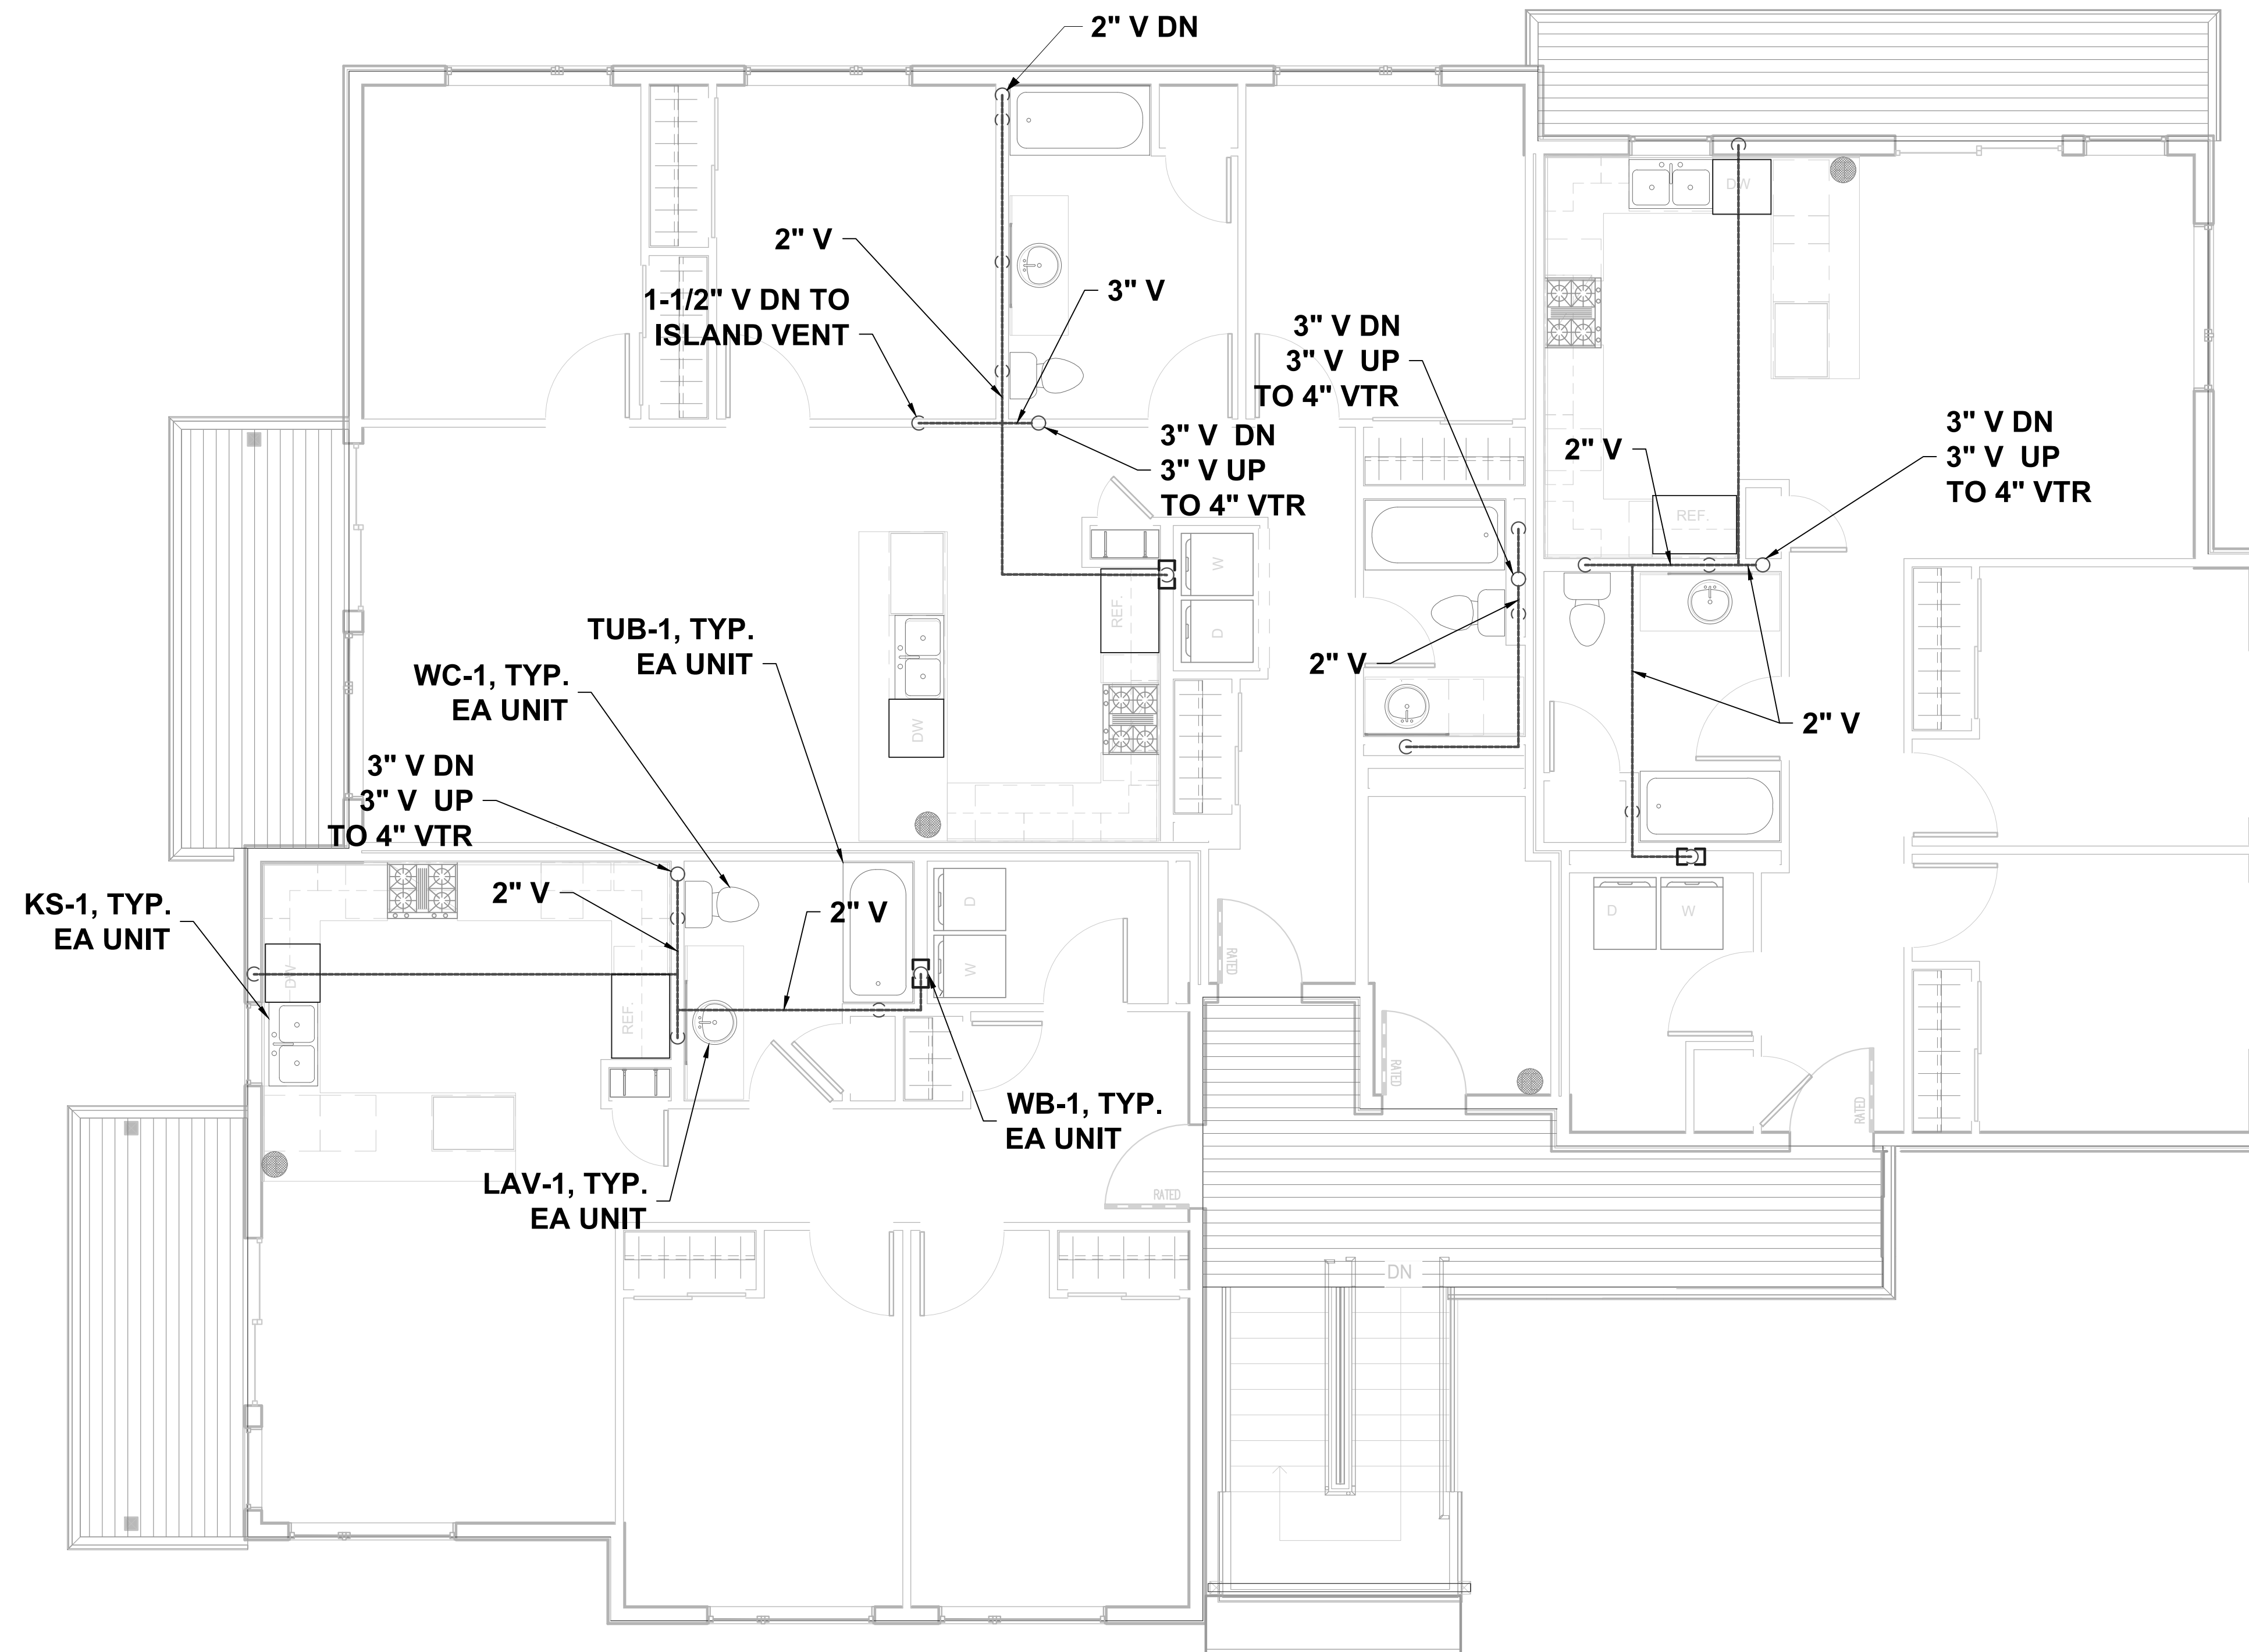 2" V DN
2" V
1-1/2" V DN TO
ISLAND VENT
3" V
3" V DN
3" V UP
TO 4" VTR
3" V DN
3" V UP
TO 4" VTR
DW
REF.
2" V
3" V DN
3" V UP
TO 4" VTR
2" V
2" V
W
D
REF.
DW
TUB-1, TYP.
EA UNIT
WC-1, TYP.
EA UNIT
3" V DN
3" V UP
TO 4" VTR
2" V
2" V
KS-1, TYP.
EA UNIT
DW
REF.
D
W
D
W
RATED
RATED
RATED
WB-1, TYP.
EA UNIT
LAV-1, TYP.
EA UNIT
RATED
DN